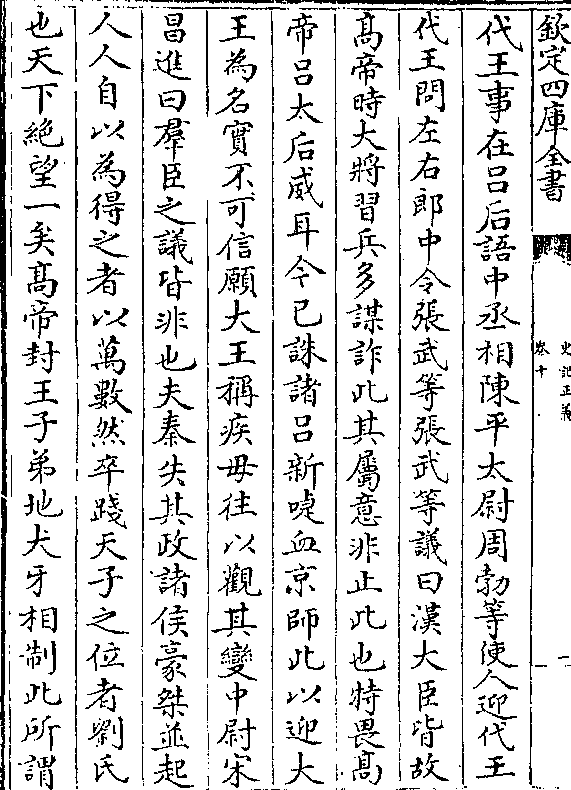 欽定四庫全書
史記正義
卷十
一
代王事在吕后語中丞相陳平太尉周勃等使人迎代王
代王問左右郎中令張武等張武等議曰漢大臣皆故
髙帝時大將習兵多謀詐此其屬意非止此也特畏髙
帝吕太后威耳今已誅諸吕新啑血京師此以迎大
王為名實不可信願大王稱疾毋往以觀其變中尉宋
昌進曰羣臣之議皆非也夫秦失其政諸侯豪桀並起
人人自以為得之者以萬數然卒踐天子之位者劉氏
也天下絶望一矣髙帝封王子弟地犬牙相制此所謂